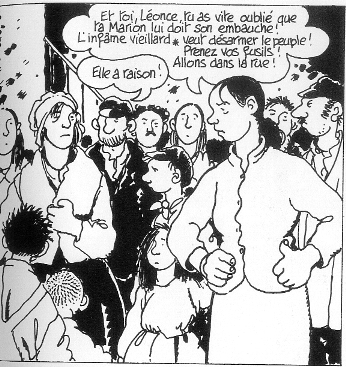 Et toi, Léonce, tu as vite oublié que
ta Marion lui doit son embauche!
L'infâme vieillard* veut désarmer le peuple!
Prenez vos fusils!
Allons dans la rue!
Elle a raison!